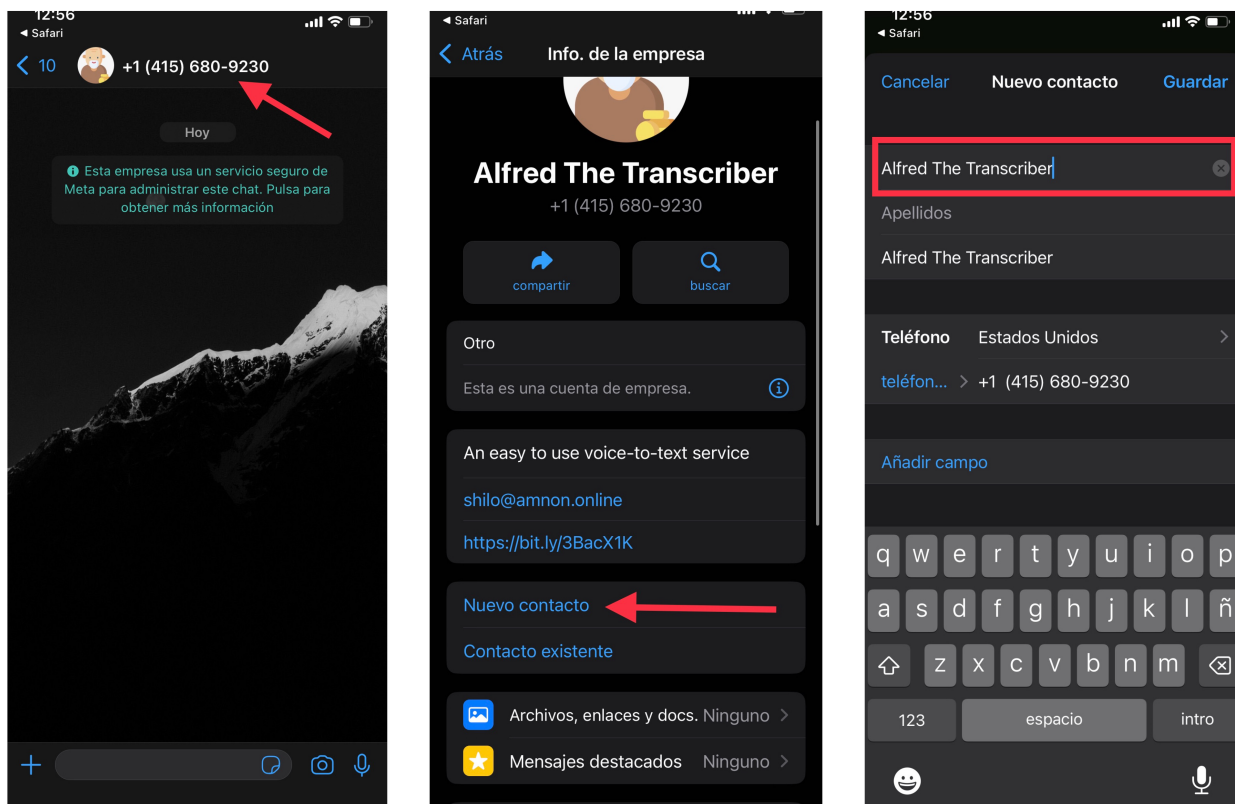 12:56
◀ Safari
10
+1 (415) 680-9230
Hoy
Esta empresa usa un servicio seguro de
Meta para administrar este chat. Pulsa para
obtener más información
◀ Safari
Atrás
Info. de la empresa
Alfred The Transcriber
+1 (415) 680-9230
compartir
buscar
Otro
Esta es una cuenta de empresa.
An easy to use voice-to-text service
shilo@amnon.online
https://bit.ly/3BacX1K
Nuevo contacto
Contacto existente
Archivos, enlaces y docs. Ninguno
Mensajes destacados Ninguno
12:56
◀ Safari
Cancelar Nuevo contacto Guardar
Alfred The Transcriber
Apellidos
Alfred The Transcriber
Teléfono Estados Unidos
teléfon... > +1 (415) 680-9230
Añadir campo
q w e r t y u i o p
a s d f g h j k l ñ
z x c v b n m
123 espacio intro